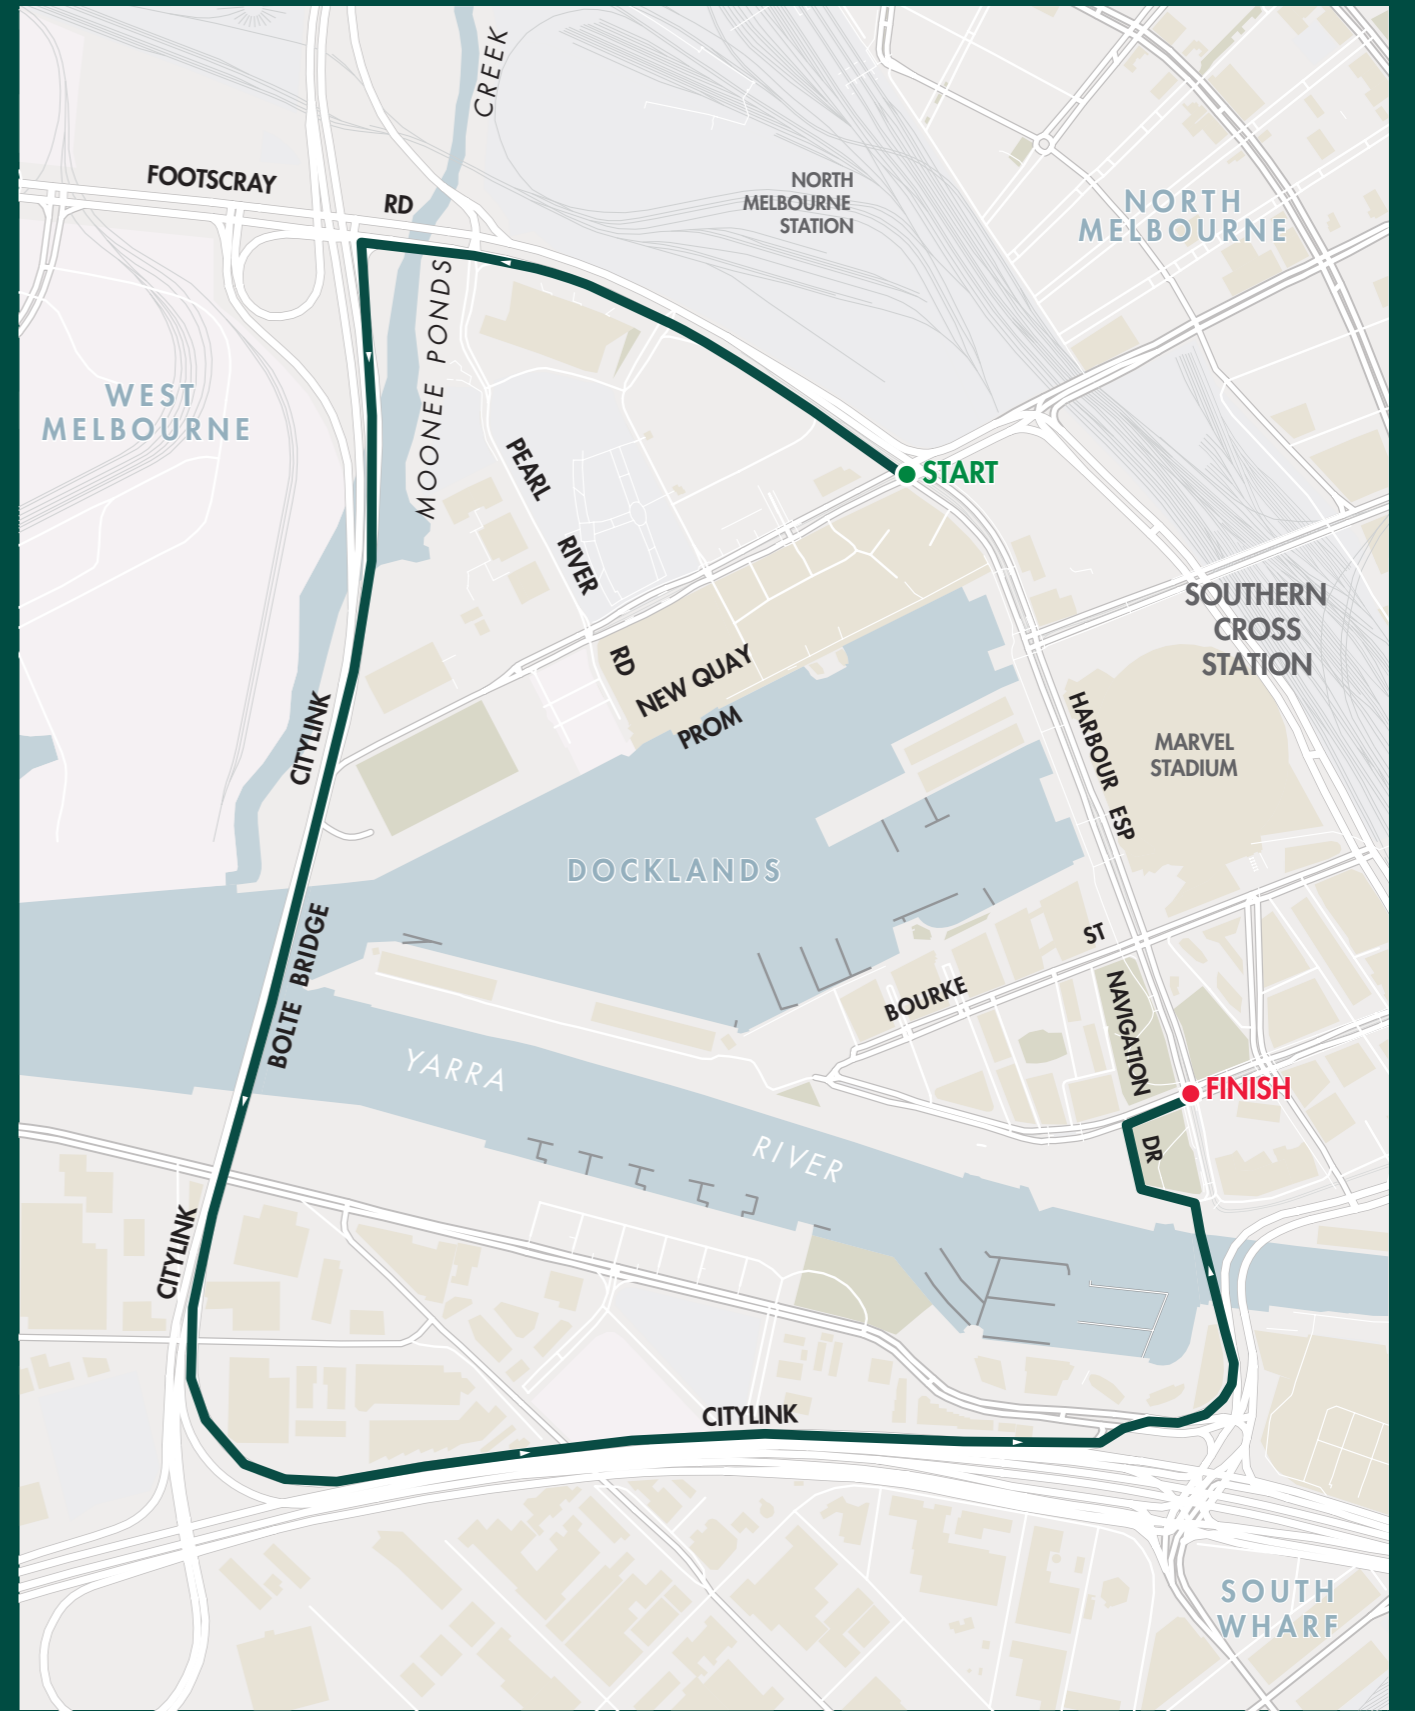 CREEK
FOOTSCRAY
RD
NORTH
MELBOURNE
STATION
NORTH
MELBOURNE
MOONEE PONDS
WEST
MELBOURNE
PEARL
RIVER
RD
START
SOUTHERN
CROSS
STATION
NEW QUAY
PROM
CITYLINK
HARBOUR ESP
MARVEL
STADIUM
DOCKLANDS
BOLTE BRIDGE
BOURKE
ST
NAVIGATION
DR
YARRA
RIVER
FINISH
CITYLINK
CITYLINK
SOUTH
WHARF